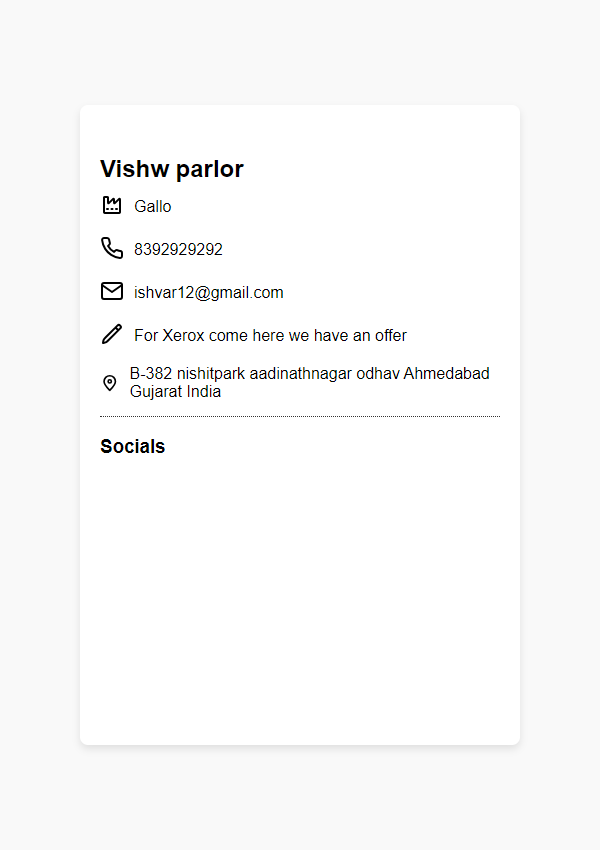 Vishw parlor
Gallo
8392929292
ishvar12@gmail.com
For Xerox come here we have an offer
B-382 nishitpark aadinathnagar odhav Ahmedabad
Gujarat India
Socials